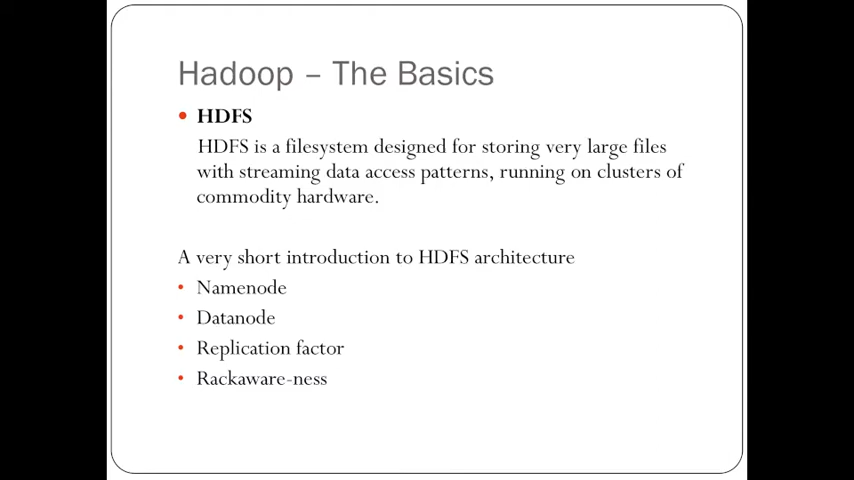 Hadoop – The Basics
• HDFS
HDFS is a filesystem designed for storing very large files
with streaming data access patterns, running on clusters of
commodity hardware.
A very short introduction to HDFS architecture
• Namenode
• Datanode
• Replication factor
• Rackaware-ness